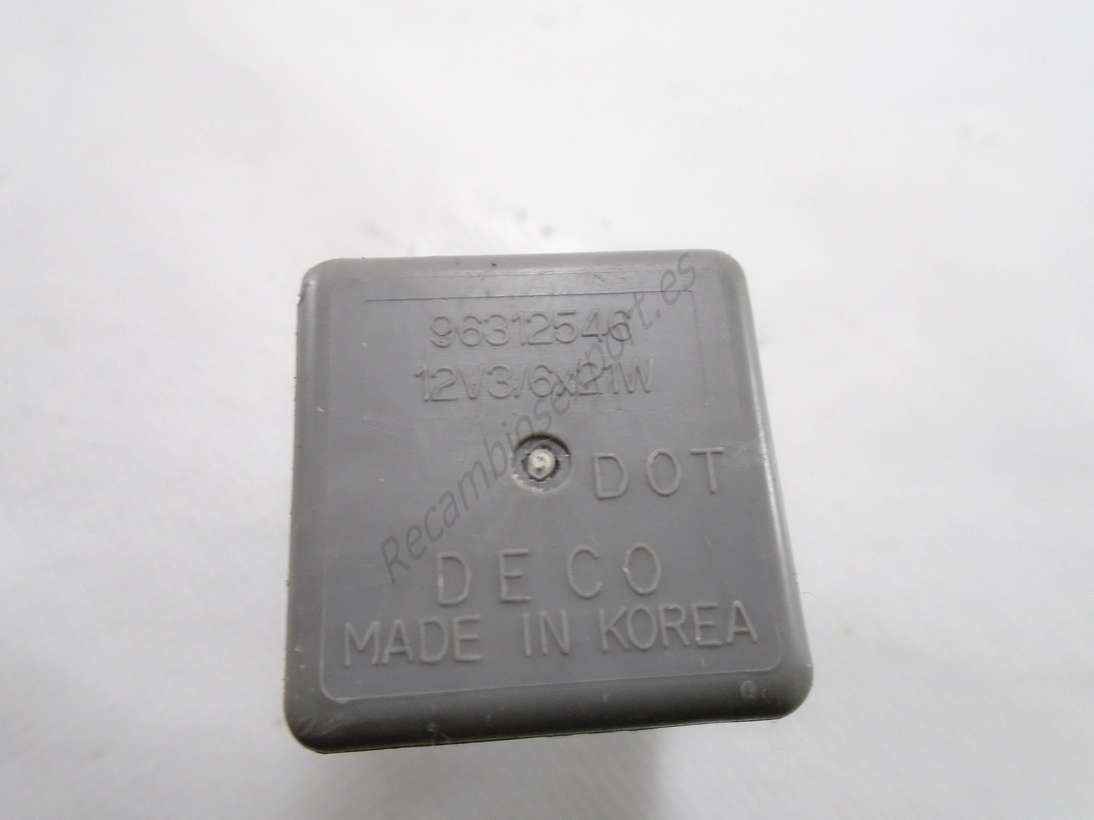 96312546
12V3/6x21W
DOT
DECO
MADE IN KOREA
Recambiosexport.es